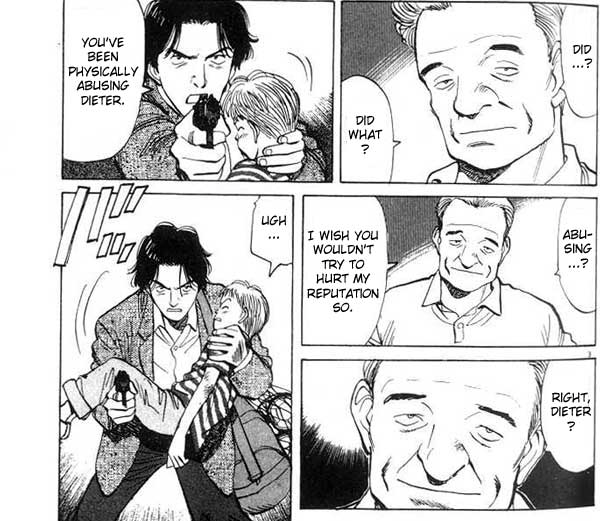 DID
...?
DID
WHAT
?
YOU'VE
BEEN
PHYSICALLY
ABUSING
DIETER.
ABU-
SING
...?
I WISH YOU
WOULDN'T
TRY TO
HURT MY
REPUTATION
SO.
RIGHT,
DIETER
?
UGH
...